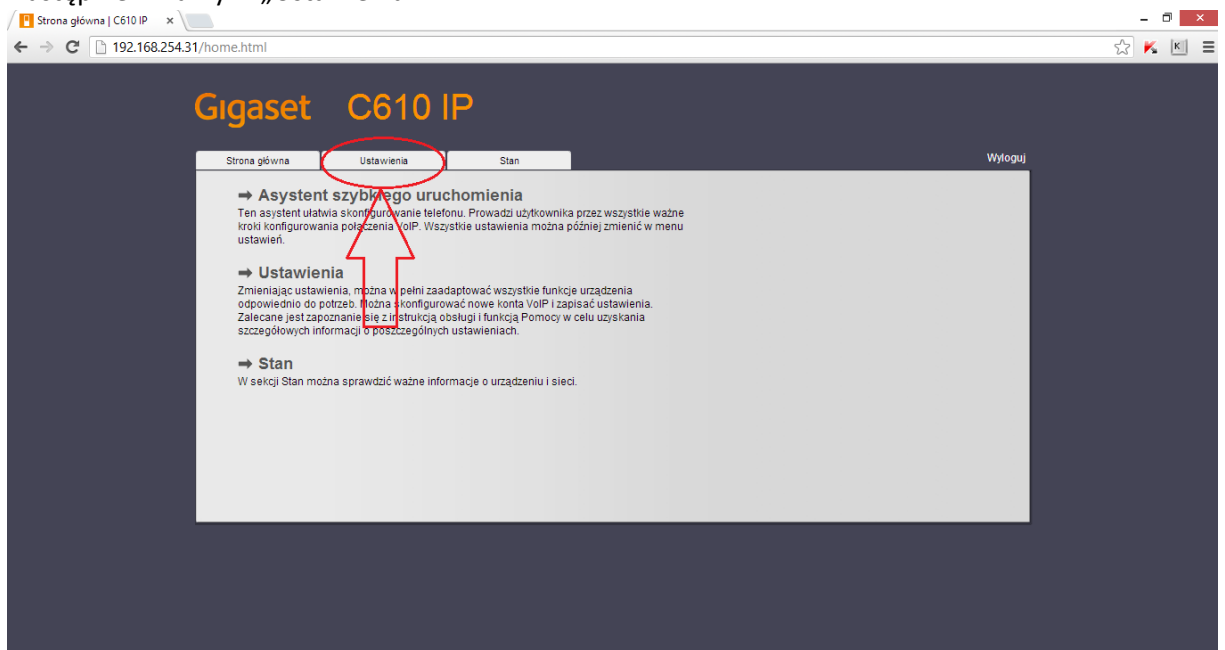 Strona główna | C610 IP
192.168.254.31/home.html
Gigaset C610 IP
Strona główna Ustawienia Stan Wyloguj
➡ Asystent szybkiego uruchomienia
Ten asystent ułatwia skonfigurowanie telefonu. Prowadzi użytkownika przez wszystkie ważne
kroki konfigurowania połączenia VoIP. Wszystkie ustawienia można później zmienić w menu
ustawień.
➡ Ustawienia
Zmieniając ustawienia, można w pełni zaadaptować wszystkie funkcje urządzenia
odpowiednio do potrzeb. Można skonfigurować nowe konta VoIP i zapisać ustawienia.
Zalecane jest zapoznanie się z instrukcją obsługi i funkcją Pomocy w celu uzyskania
szczegółowych informacji o poszczególnych ustawieniach.
➡ Stan
W sekcji Stan można sprawdzić ważne informacje o urządzeniu i sieci.